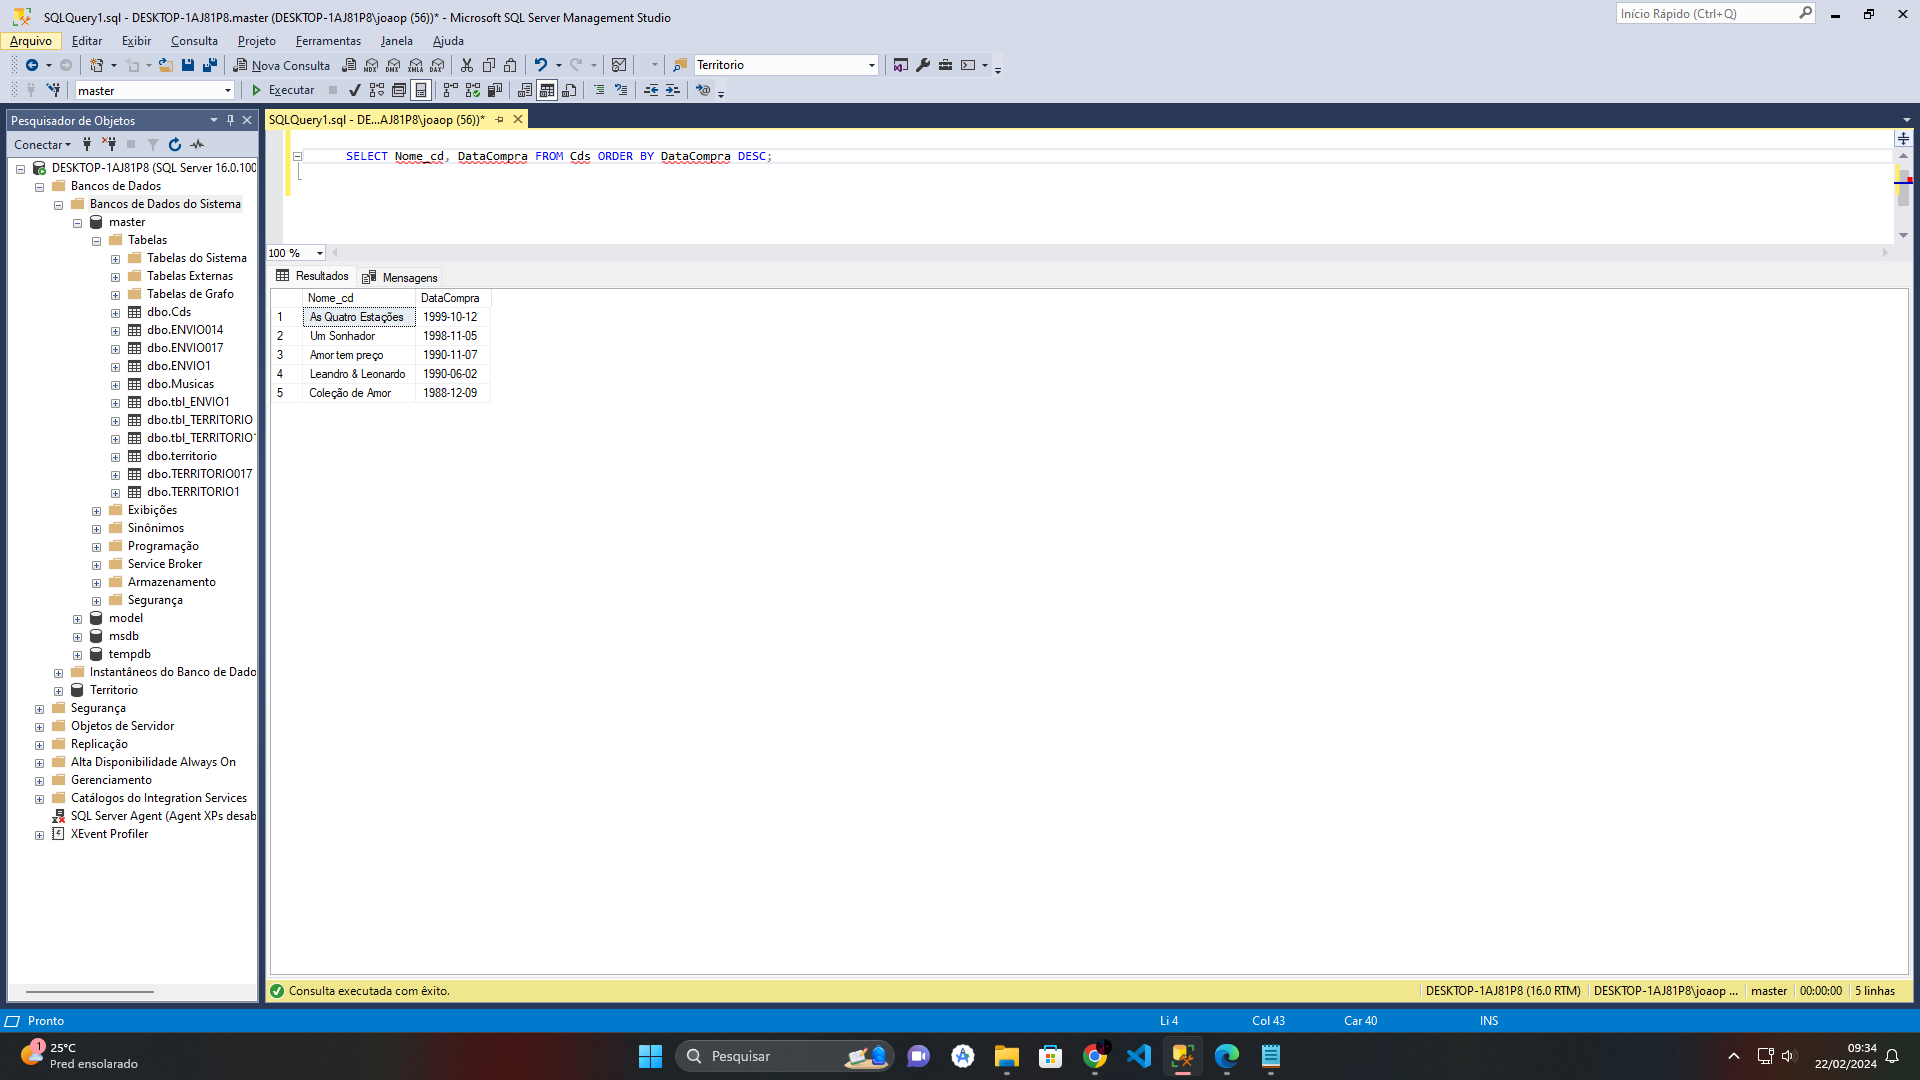 SQLQuery1.sql - DESKTOP-1AJ81P8.master (DESKTOP-1AJ81P8\joaop (56))* - Microsoft SQL Server Management Studio
Início Rápido (Ctrl+Q)
Arquivo Editar Exibir Consulta Projeto Ferramentas Janela Ajuda
Nova Consulta MDX DMX XMLA DAX Territorio
master Executar
Pesquisador de Objetos
SQLQuery1.sql - DE...AJ81P8\joaop (56))*
Conectar
SELECT Nome_cd, DataCompra FROM Cds ORDER BY DataCompra DESC;
100 %
Resultados Mensagens
Nome_cd DataCompra
1 As Quatro Estações 1999-10-12
2 Um Sonhador 1998-11-05
3 Amor tem preço 1990-11-07
4 Leandro & Leonardo 1990-06-02
5 Coleção de Amor 1988-12-09
DESKTOP-1AJ81P8 (SQL Server 16.0.100
Bancos de Dados
Bancos de Dados do Sistema
master
Tabelas
Tabelas do Sistema
Tabelas Externas
Tabelas de Grafo
dbo.Cds
dbo.ENVIO014
dbo.ENVIO017
dbo.ENVIO1
dbo.Musicas
dbo.tbl_ENVIO1
dbo.tbl_TERRITORIO
dbo.tbl_TERRITORIO1
dbo.territorio
dbo.TERRITORIO017
dbo.TERRITORIO1
Exibições
Sinônimos
Programação
Service Broker
Armazenamento
Segurança
model
msdb
tempdb
Instantâneos do Banco de Dado
Territorio
Segurança
Objetos de Servidor
Replicação
Alta Disponibilidade Always On
Gerenciamento
Catálogos do Integration Services
SQL Server Agent (Agent XPs desab
XEvent Profiler
Consulta executada com êxito.
DESKTOP-1AJ81P8 (16.0 RTM) DESKTOP-1AJ81P8\joaop ... master 00:00:00 5 linhas
Pronto Li 4 Col 43 Car 40 INS
1
25°C
Pred ensolarado
Pesquisar
09:34
22/02/2024